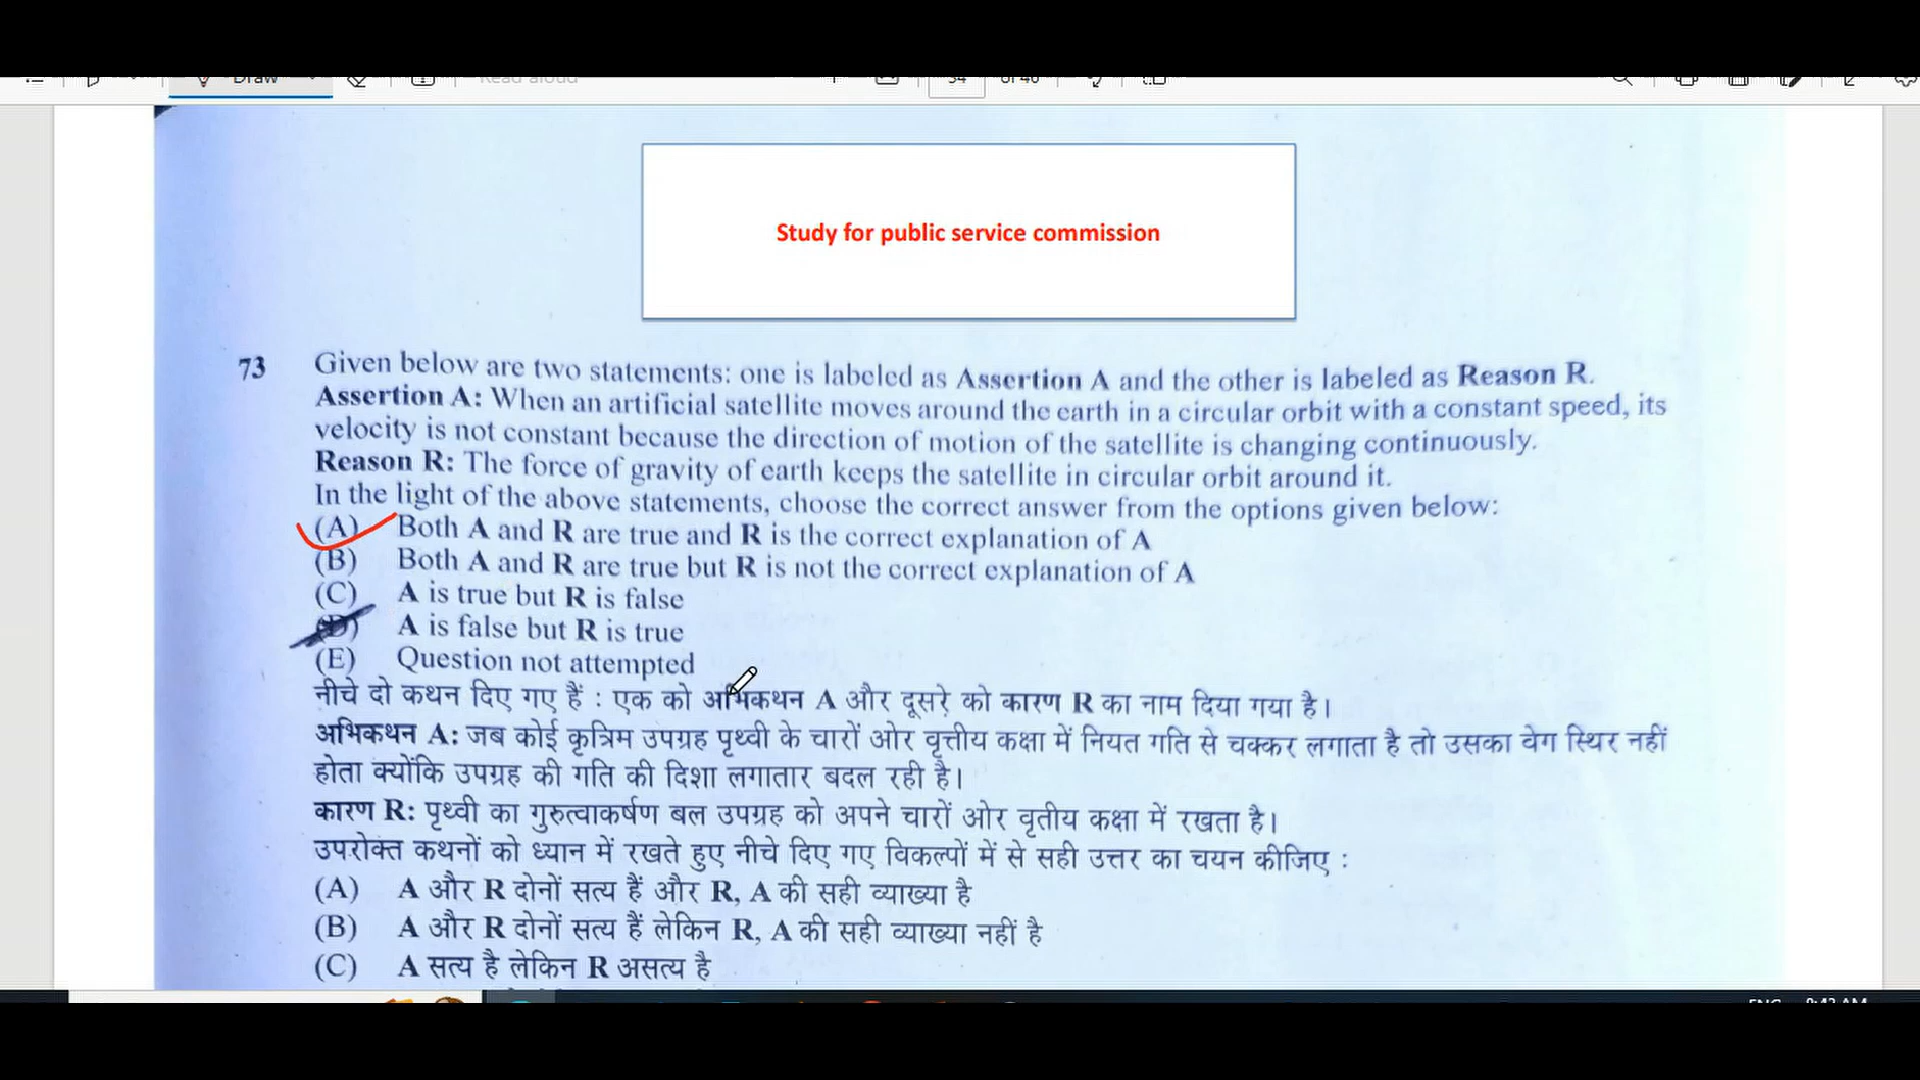 Draw
Read aloud
34 of 40
Study for public service commission
73 Given below are two statements: one is labeled as Assertion A and the other is labeled as Reason R.
Assertion A: When an artificial satellite moves around the earth in a circular orbit with a constant speed, its
velocity is not constant because the direction of motion of the satellite is changing continuously.
Reason R: The force of gravity of earth keeps the satellite in circular orbit around it.
In the light of the above statements, choose the correct answer from the options given below:
(A) Both A and R are true and R is the correct explanation of A
(B) Both A and R are true but R is not the correct explanation of A
(C) A is true but R is false
(D) A is false but R is true
(E) Question not attempted
नीचे दो कथन दिए गए हैं : एक को अभिकथन A और दूसरे को कारण R का नाम दिया गया है।
अभिकथन A: जब कोई कृत्रिम उपग्रह पृथ्वी के चारों ओर वृत्तीय कक्षा में नियत गति से चक्कर लगाता है तो उसका वेग स्थिर नहीं
होता क्योंकि उपग्रह की गति की दिशा लगातार बदल रही है।
कारण R: पृथ्वी का गुरुत्वाकर्षण बल उपग्रह को अपने चारों ओर वृतीय कक्षा में रखता है।
उपरोक्त कथनों को ध्यान में रखते हुए नीचे दिए गए विकल्पों में से सही उत्तर का चयन कीजिए :
(A) A और R दोनों सत्य हैं और R, A की सही व्याख्या है
(B) A और R दोनों सत्य हैं लेकिन R, A की सही व्याख्या नहीं है
(C) A सत्य है लेकिन R असत्य है